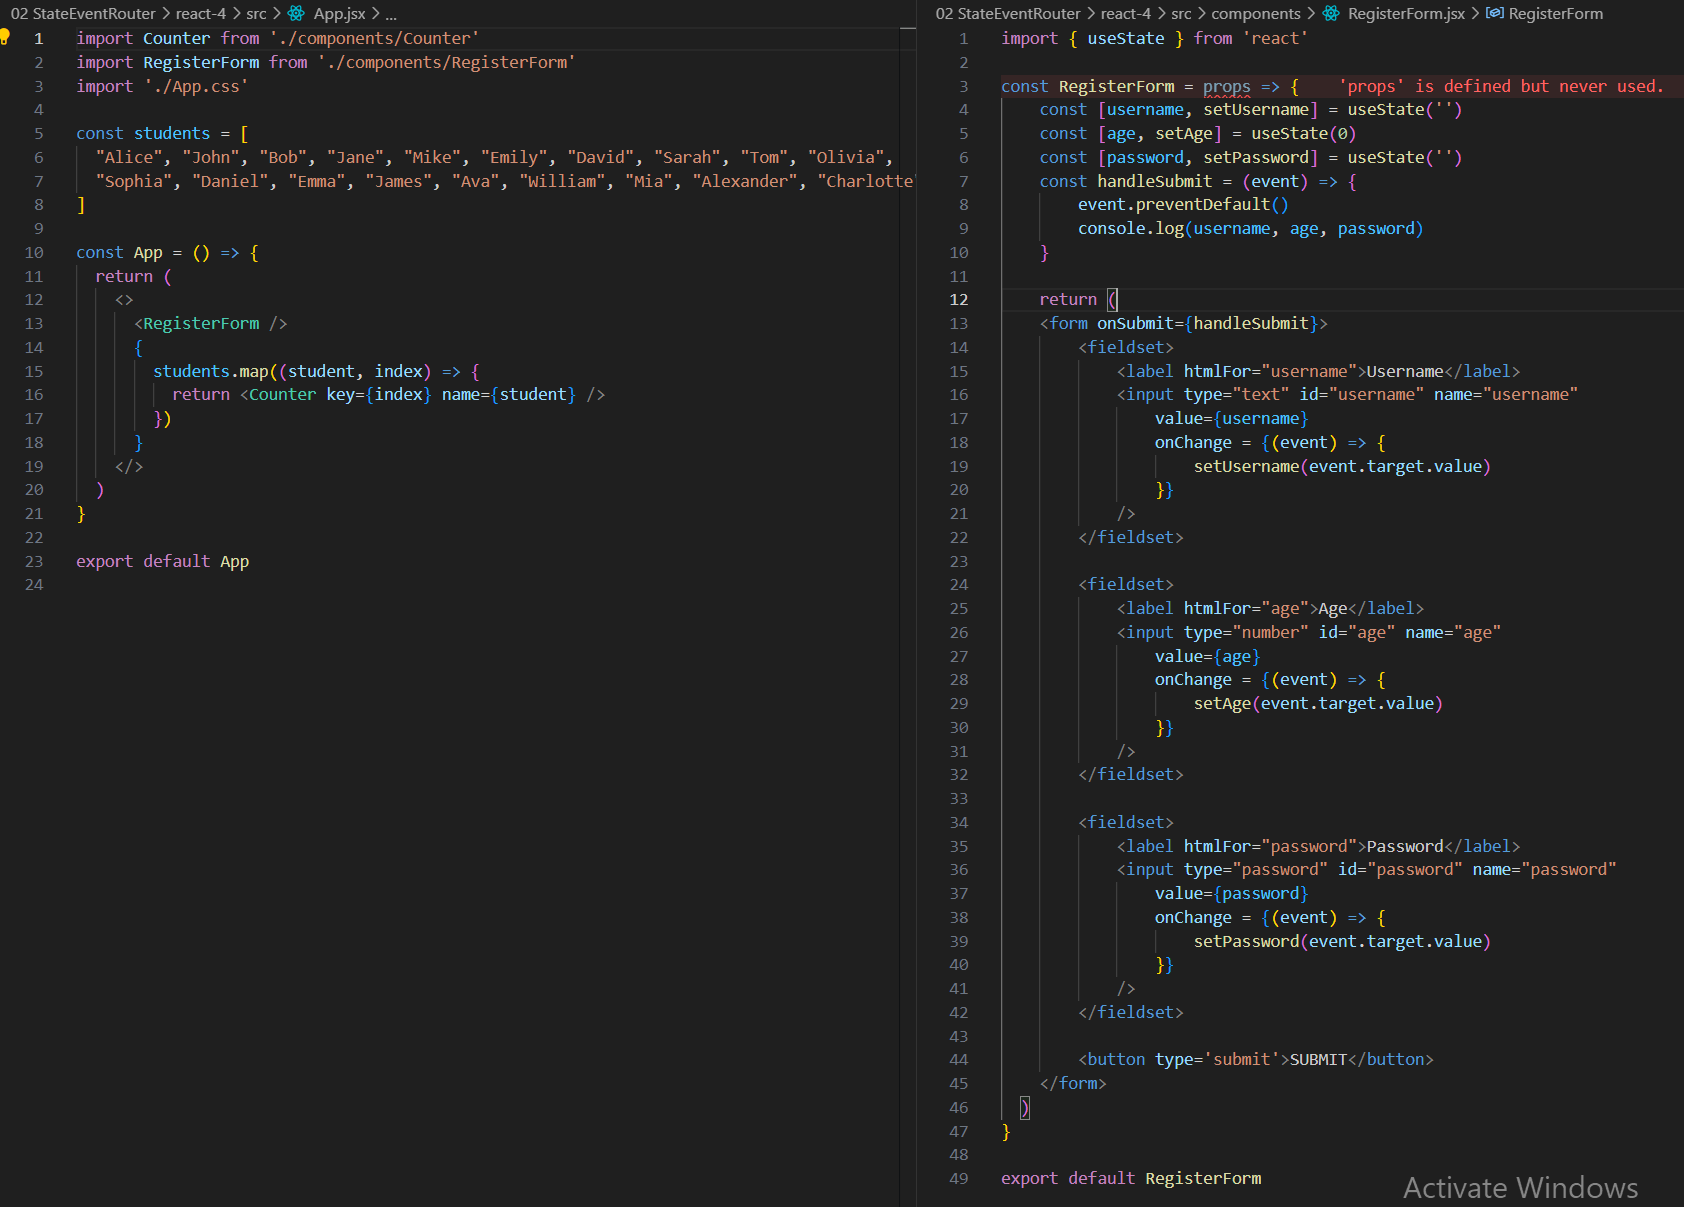 02 StateEventRouter > react-4 > src > App.jsx > ...
1 import Counter from './components/Counter'
2 import RegisterForm from './components/RegisterForm'
3 import './App.css'
4
5 const students = [
6 "Alice", "John", "Bob", "Jane", "Mike", "Emily", "David", "Sarah", "Tom", "Olivia",
7 "Sophia", "Daniel", "Emma", "James", "Ava", "William", "Mia", "Alexander", "Charlotte"
8 ]
9
10 const App = () => {
11 return (
12 <>
13 <RegisterForm />
14 {
15 students.map((student, index) => {
16 return <Counter key={index} name={student} />
17 })
18 }
19 </>
20 )
21 }
22
23 export default App
24
02 StateEventRouter > react-4 > src > components > RegisterForm.jsx > RegisterForm
1 import { useState } from 'react'
2
3 const RegisterForm = props => { 'props' is defined but never used.
4 const [username, setUsername] = useState('')
5 const [age, setAge] = useState(0)
6 const [password, setPassword] = useState('')
7 const handleSubmit = (event) => {
8 event.preventDefault()
9 console.log(username, age, password)
10 }
11
12 return (
13 <form onSubmit={handleSubmit}>
14 <fieldset>
15 <label htmlFor="username">Username</label>
16 <input type="text" id="username" name="username"
17 value={username}
18 onChange = {(event) => {
19 setUsername(event.target.value)
20 }}
21 />
22 </fieldset>
23
24 <fieldset>
25 <label htmlFor="age">Age</label>
26 <input type="number" id="age" name="age"
27 value={age}
28 onChange = {(event) => {
29 setAge(event.target.value)
30 }}
31 />
32 </fieldset>
33
34 <fieldset>
35 <label htmlFor="password">Password</label>
36 <input type="password" id="password" name="password"
37 value={password}
38 onChange = {(event) => {
39 setPassword(event.target.value)
40 }}
41 />
42 </fieldset>
43
44 <button type='submit'>SUBMIT</button>
45 </form>
46 )
47 }
48
49 export default RegisterForm
Activate Windows